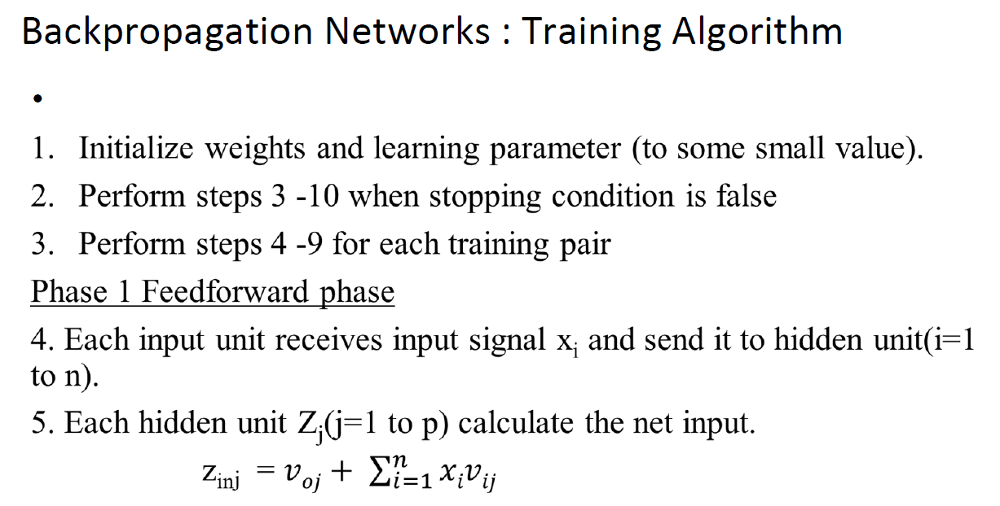 Backpropagation Networks : Training Algorithm
•
1. Initialize weights and learning parameter (to some small value).
2. Perform steps 3 -10 when stopping condition is false
3. Perform steps 4 -9 for each training pair
Phase 1 Feedforward phase
4. Each input unit receives input signal xᵢ and send it to hidden unit(i=1
to n).
5. Each hidden unit Zⱼ(j=1 to p) calculate the net input.
z_{inj} = v_{oj} + ∑_{i=1}^{n} x_i v_{ij}